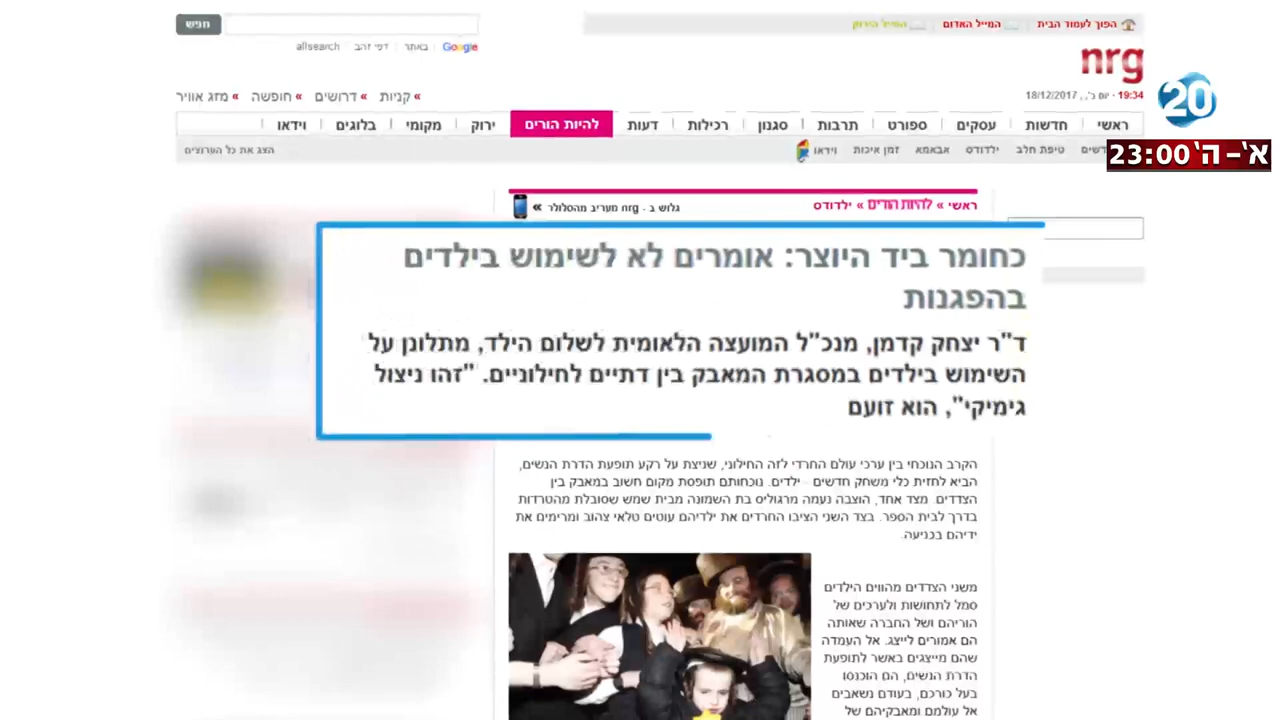 הפוך לעמוד הבית
המייל האדום
המייל הירוק
חפש
Google
באתר
דפי זהב
allsearch
nrg
20
19:34 · יום ב', 18/12/2017
« קניות « דרושים « חופשה « מזג אוויר
א'-ה' 23:00
ראשי חדשות עסקים ספורט תרבות סגנון רכילות דעות להיות הורים ירוק מקומי בלוגים וידאו
טיפת חלב ילדודס אבאמא זמן איכות וידאו
הצג את כל הערוצים
ראשי » להיות הורים » ילדודס
גלוש ב - nrg מעריב מהסלולר »
כחומר ביד היוצר: אומרים לא לשימוש בילדים
בהפגנות
ד"ר יצחק קדמן, מנכ"ל המועצה הלאומית לשלום הילד, מתלונן על
השימוש בילדים במסגרת המאבק בין דתיים לחילוניים. "זהו ניצול
גימיקי", הוא זועם
הקרב הנוכחי בין ערכי עולם החרדי לזה החילוני, שניצת על רקע תופעת הדרת הנשים,
הביא לחזית כלי משחק חדשים - ילדים. נוכחותם תופסת מקום חשוב במאבק בין
הצדדים. מצד אחד, הוצבה נעמה מרגוליס בת השמונה מבית שמש שסובלת מהטרדות
בדרך לבית הספר. בצד השני הציבו החרדים את ילדיהם עוטים טלאי צהוב ומרימים את
ידיהם בכניעה.
משני הצדדים מהווים הילדים
סמל לתחושות ולערכים של
הוריהם ושל החברה שאותה
הם אמורים לייצג. אל העמדה
שהם מייצגים באשר לתופעת
הדרת הנשים, הם הוכנסו
בעל כורכם, בעודם נשאבים
אל עולמם ומאבקיהם של